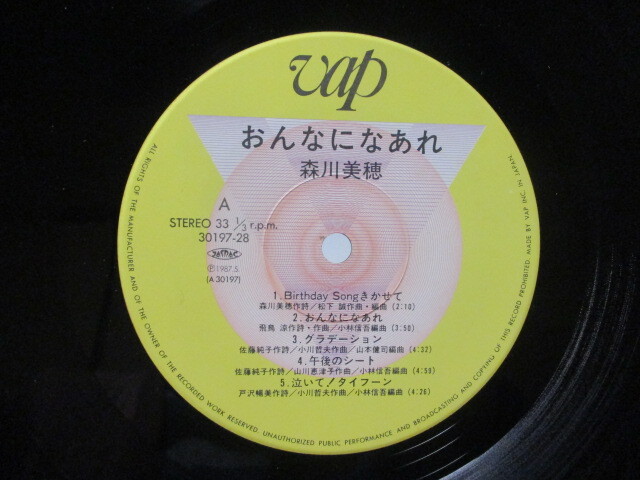 vap
おんなになあれ
森川美穂
A
STEREO 33 1/3 r.p.m.
30197-28
℗1987.5.
(A 30197)
1.Birthday Songきかせて
森川美穂作詩／松下 誠作曲・編曲 (2:10)
2.おんなになあれ
飛鳥 涼作詩・作曲／小林信吾編曲 (3:50)
3.グラデーション
佐藤純子作詩／小川哲夫作曲／山本健司編曲 (4:32)
4.午後のシート
佐藤純子作詩／山川恵津子作曲／小林信吾編曲 (4:59)
5.泣いて！タイフーン
戸沢暢美作詩／小川哲夫作曲／小林信吾編曲 (4:26)
ALL RIGHTS OF THE MANUFACTURER AND OF THE OWNER OF THE RECORDED WORK RESERVED. UNAUTHORIZED PUBLIC PERFORMANCE AND BROADCASTING AND COPYING OF THIS RECORD PROHIBITED. MADE BY VAP INC. IN JAPAN.